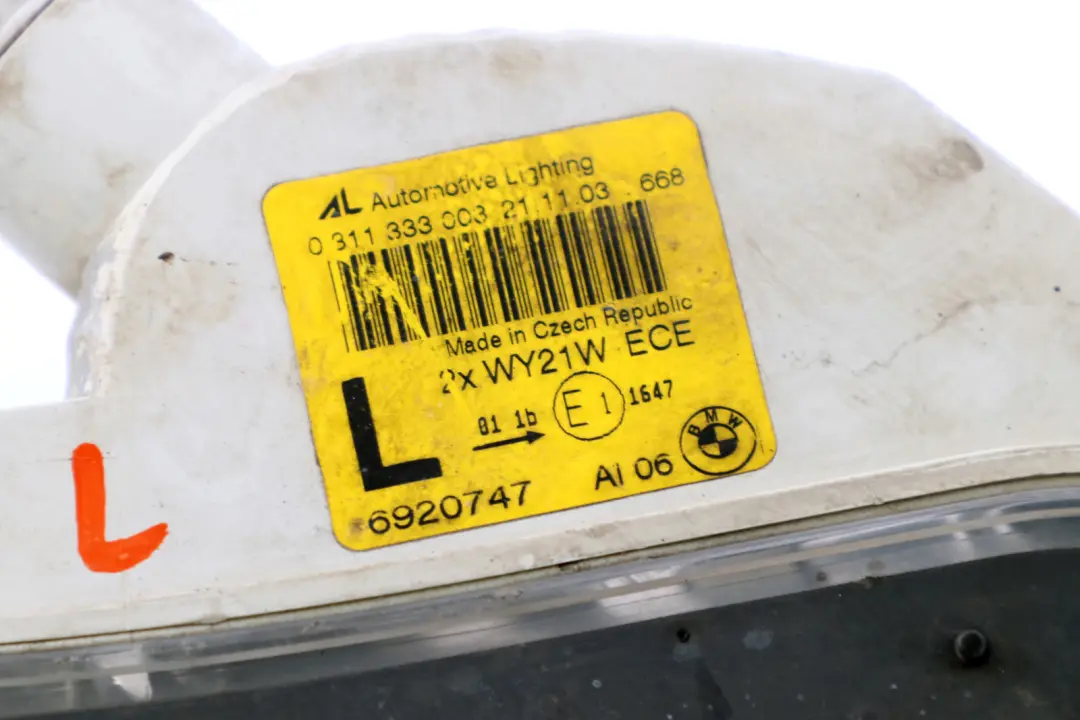 AL Automotive Lighting
0 311 333 003 21.11.03 668
Made in Czech Republic
2x WY21W ECE
L
01 1b
E1
1647
6920747
AI 06
BMW
L